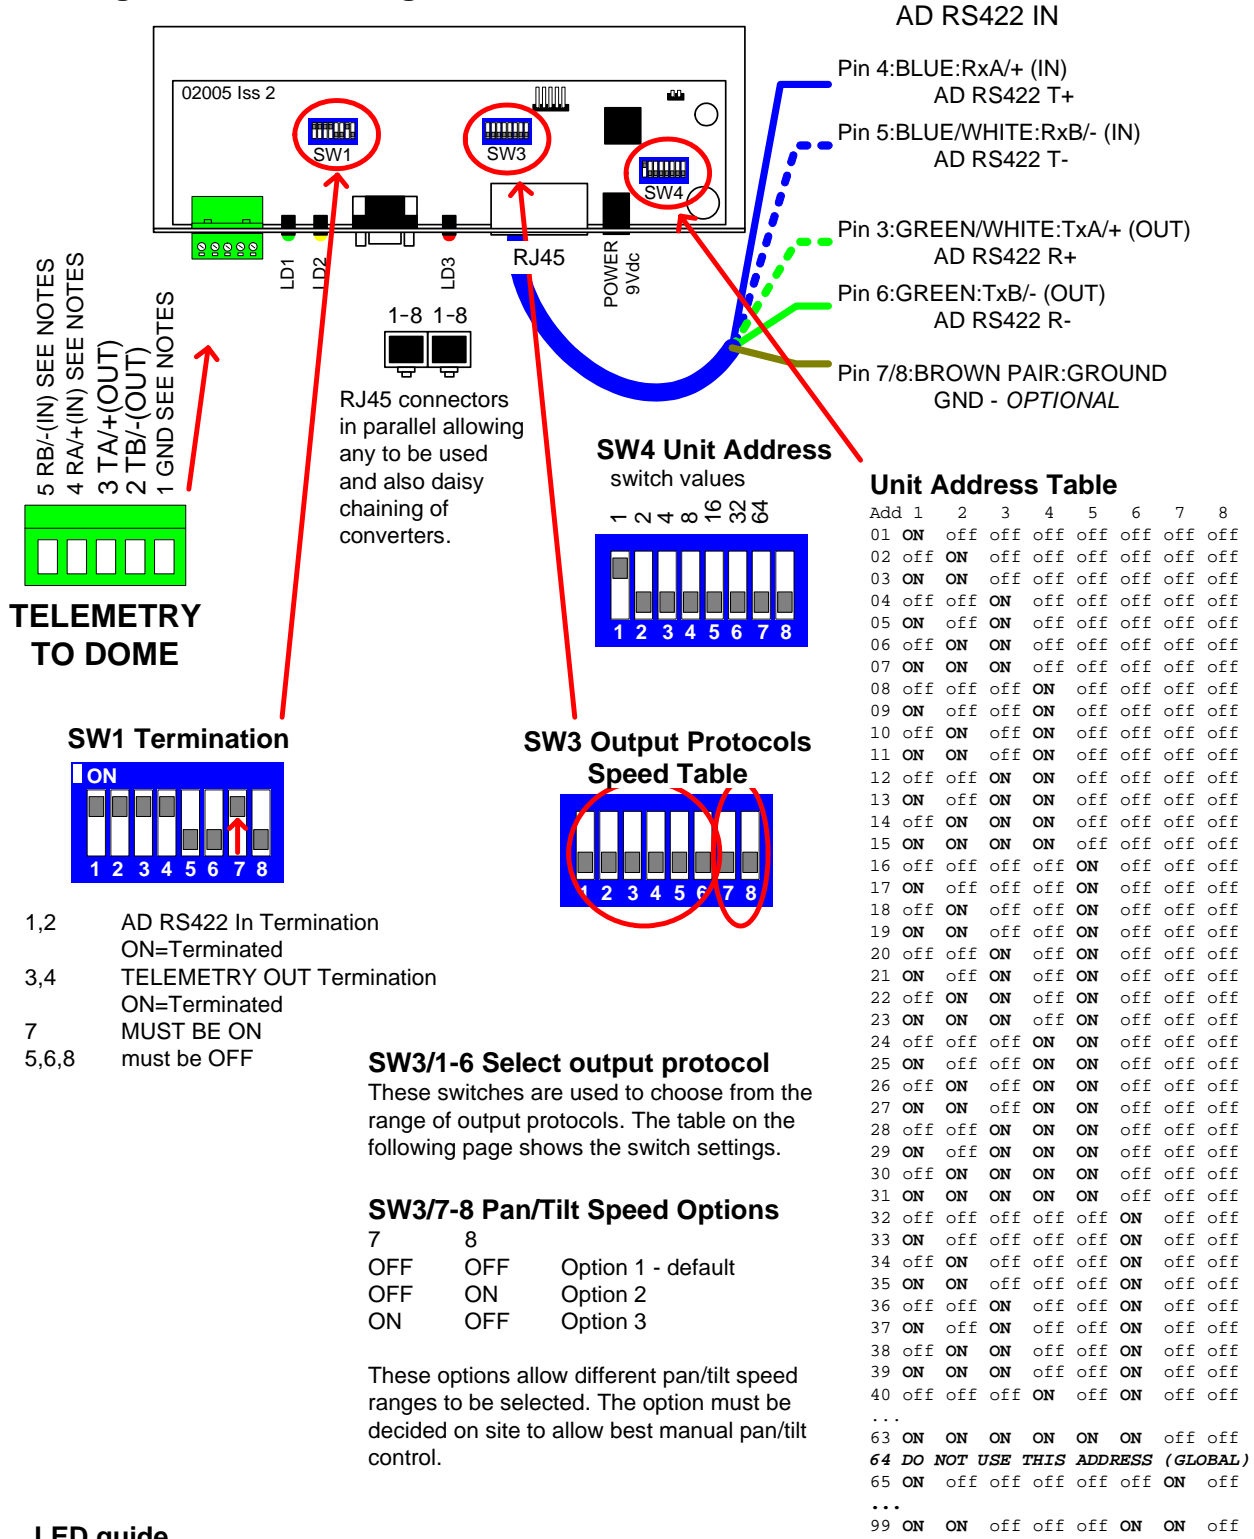 AD RS422 IN
02005 Iss 2
SW1
SW3
SW4
LD1
LD2
LD3
RJ45
POWER
9Vdc
Pin 4:BLUE:RxA/+ (IN)
AD RS422 T+
Pin 5:BLUE/WHITE:RxB/- (IN)
AD RS422 T-
Pin 3:GREEN/WHITE:TxA/+ (OUT)
AD RS422 R+
Pin 6:GREEN:TxB/- (OUT)
AD RS422 R-
Pin 7/8:BROWN PAIR:GROUND
GND - OPTIONAL
5 RB/-(IN) SEE NOTES
4 RA/+(IN) SEE NOTES
3 TA/+(OUT)
2 TB/-(OUT)
1 GND SEE NOTES
TELEMETRY
TO DOME
1-8 1-8
RJ45 connectors
in parallel allowing
any to be used
and also daisy
chaining of
converters.
SW4 Unit Address
switch values
1 2 4 8 16 32 64
1 2 3 4 5 6 7 8
SW1 Termination
ON
1 2 3 4 5 6 7 8
1,2 AD RS422 In Termination
ON=Terminated
3,4 TELEMETRY OUT Termination
ON=Terminated
7 MUST BE ON
5,6,8 must be OFF
SW3 Output Protocols
Speed Table
1 2 3 4 5 6 7 8
SW3/1-6 Select output protocol
These switches are used to choose from the
range of output protocols. The table on the
following page shows the switch settings.
SW3/7-8 Pan/Tilt Speed Options
7 8
OFF OFF Option 1 - default
OFF ON Option 2
ON OFF Option 3
These options allow different pan/tilt speed
ranges to be selected. The option must be
decided on site to allow best manual pan/tilt
control.
Unit Address Table
Add 1 2 3 4 5 6 7 8
01 ON off off off off off off off
02 off ON off off off off off off
03 ON ON off off off off off off
04 off off ON off off off off off
05 ON off ON off off off off off
06 off ON ON off off off off off
07 ON ON ON off off off off off
08 off off off ON off off off off
09 ON off off ON off off off off
10 off ON off ON off off off off
11 ON ON off ON off off off off
12 off off ON ON off off off off
13 ON off ON ON off off off off
14 off ON ON ON off off off off
15 ON ON ON ON off off off off
16 off off off off ON off off off
17 ON off off off ON off off off
18 off ON off off ON off off off
19 ON ON off off ON off off off
20 off off ON off ON off off off
21 ON off ON off ON off off off
22 off ON ON off ON off off off
23 ON ON ON off ON off off off
24 off off off ON ON off off off
25 ON off off ON ON off off off
26 off ON off ON ON off off off
27 ON ON off ON ON off off off
28 off off ON ON ON off off off
29 ON off ON ON ON off off off
30 off ON ON ON ON off off off
31 ON ON ON ON ON off off off
32 off off off off off ON off off
33 ON off off off off ON off off
34 off ON off off off ON off off
35 ON ON off off off ON off off
36 off off ON off off ON off off
37 ON off ON off off ON off off
38 off ON ON off off ON off off
39 ON ON ON off off ON off off
40 off off off ON off ON off off
...
63 ON ON ON ON ON ON off off
64 DO NOT USE THIS ADDRESS (GLOBAL)
65 ON off off off off off ON off
...
99 ON ON off off off ON ON off
LED guide